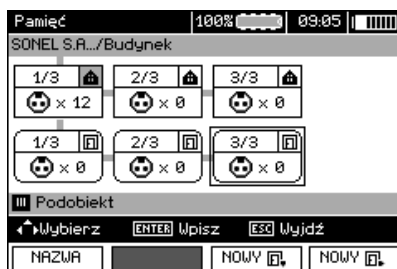 Pamięć 100% 09:05
SONEL S.A.../Budynek
1/3 2/3 3/3
× 12 × 0 × 0
1/3 2/3 3/3
× 0 × 0 × 0
Podobiekt
Wybierz ENTER Wpisz ESC Wyjdź
NAZWA NOWY NOWY